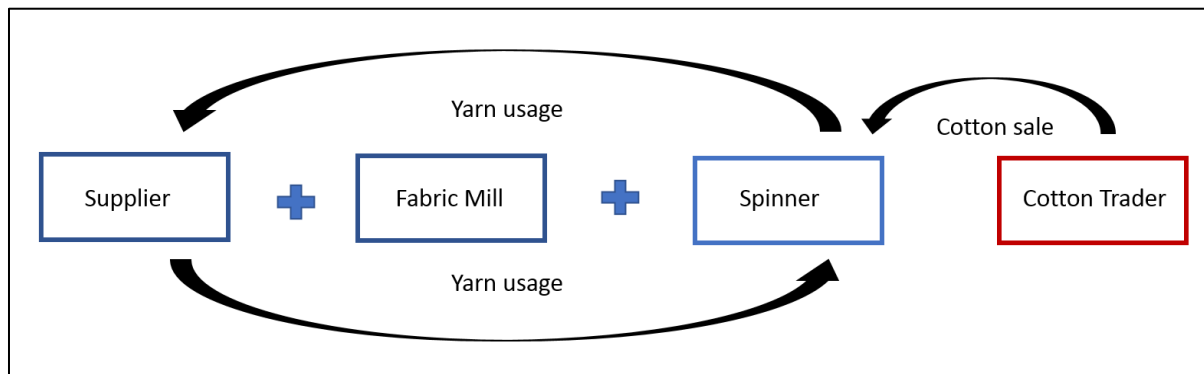 Yarn usage
Cotton sale
Supplier
Fabric Mill
Spinner
Cotton Trader
Yarn usage